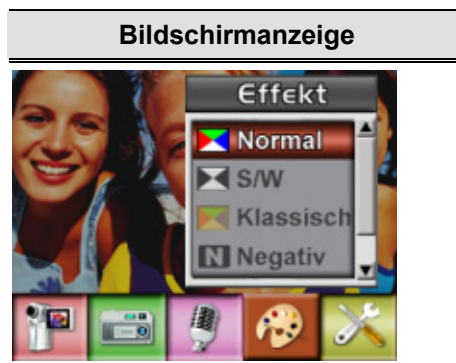 Bildschirmanzeige
Effekt
Normal
S/W
Klassisch
N Negativ